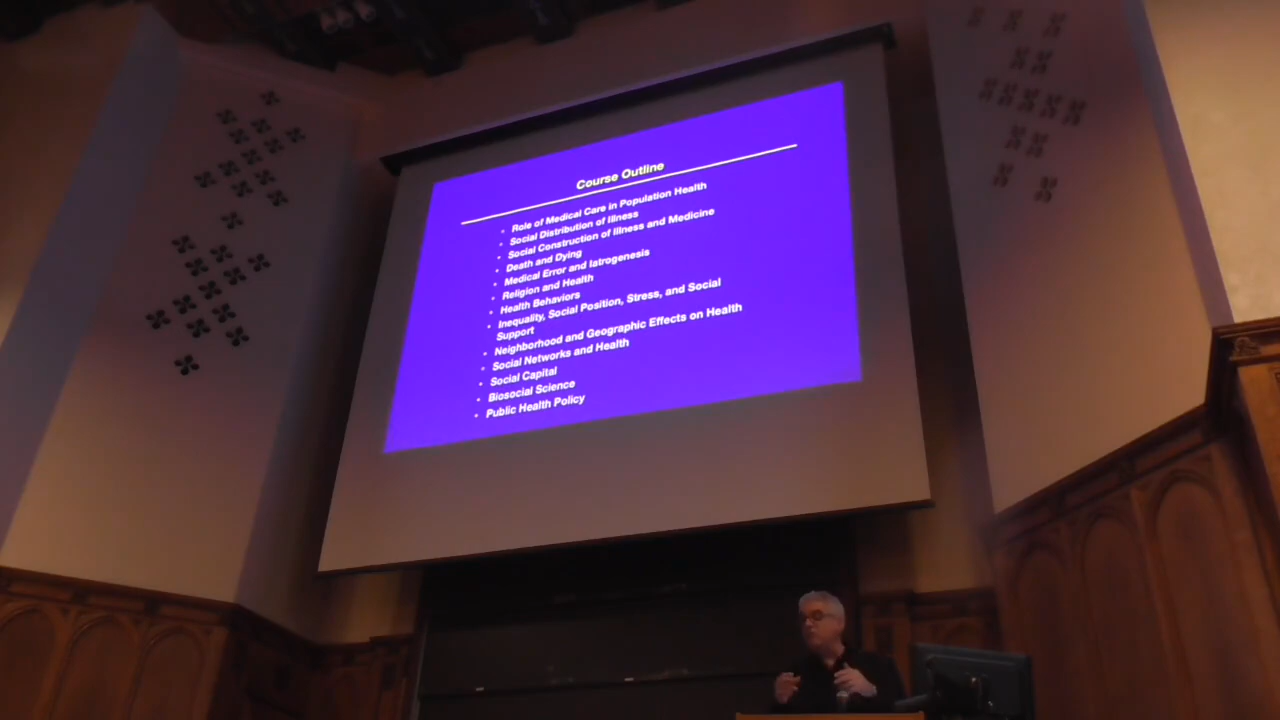 Course Outline
• Role of Medical Care in Population Health
• Social Distribution of Illness
• Social Construction of Illness and Medicine
• Death and Dying
• Medical Error and Iatrogenesis
• Religion and Health
• Health Behaviors
• Inequality, Social Position, Stress, and Social
Support
• Neighborhood and Geographic Effects on Health
• Social Networks and Health
• Social Capital
• Biosocial Science
• Public Health Policy